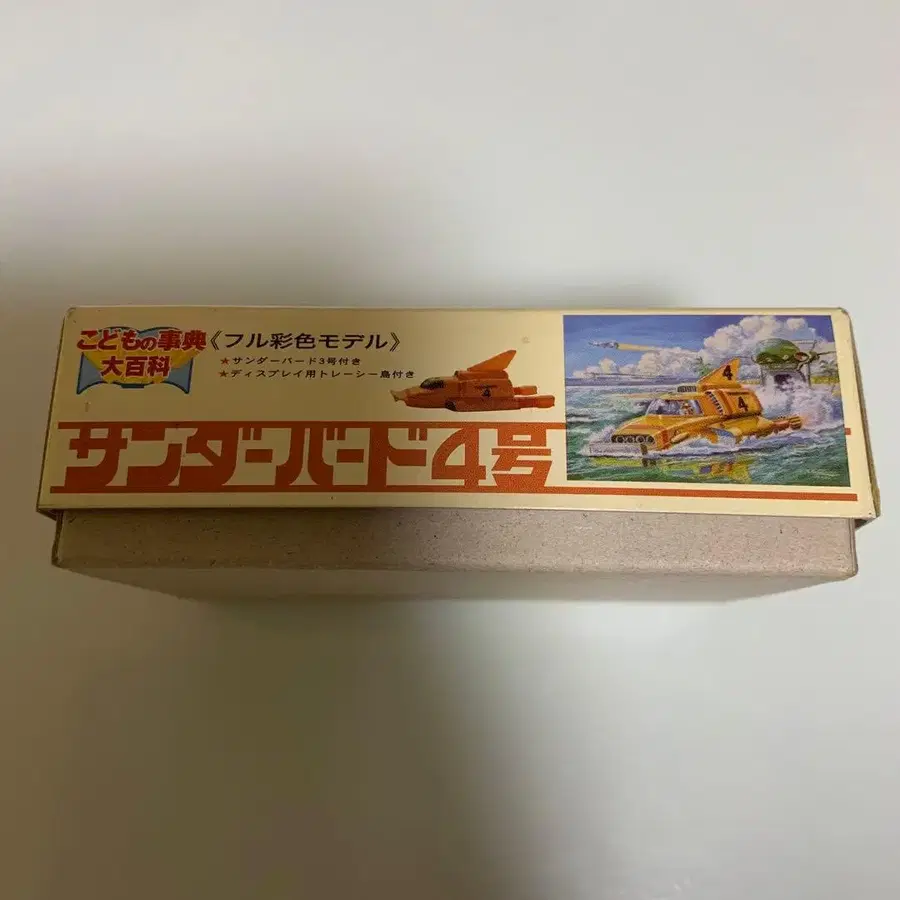 こどもの事典
大百科
《フル彩色モデル》
★サンダーバード3号付き
★ディスプレイ用トレーシー島付き
サンダーバード4号
4
4
4